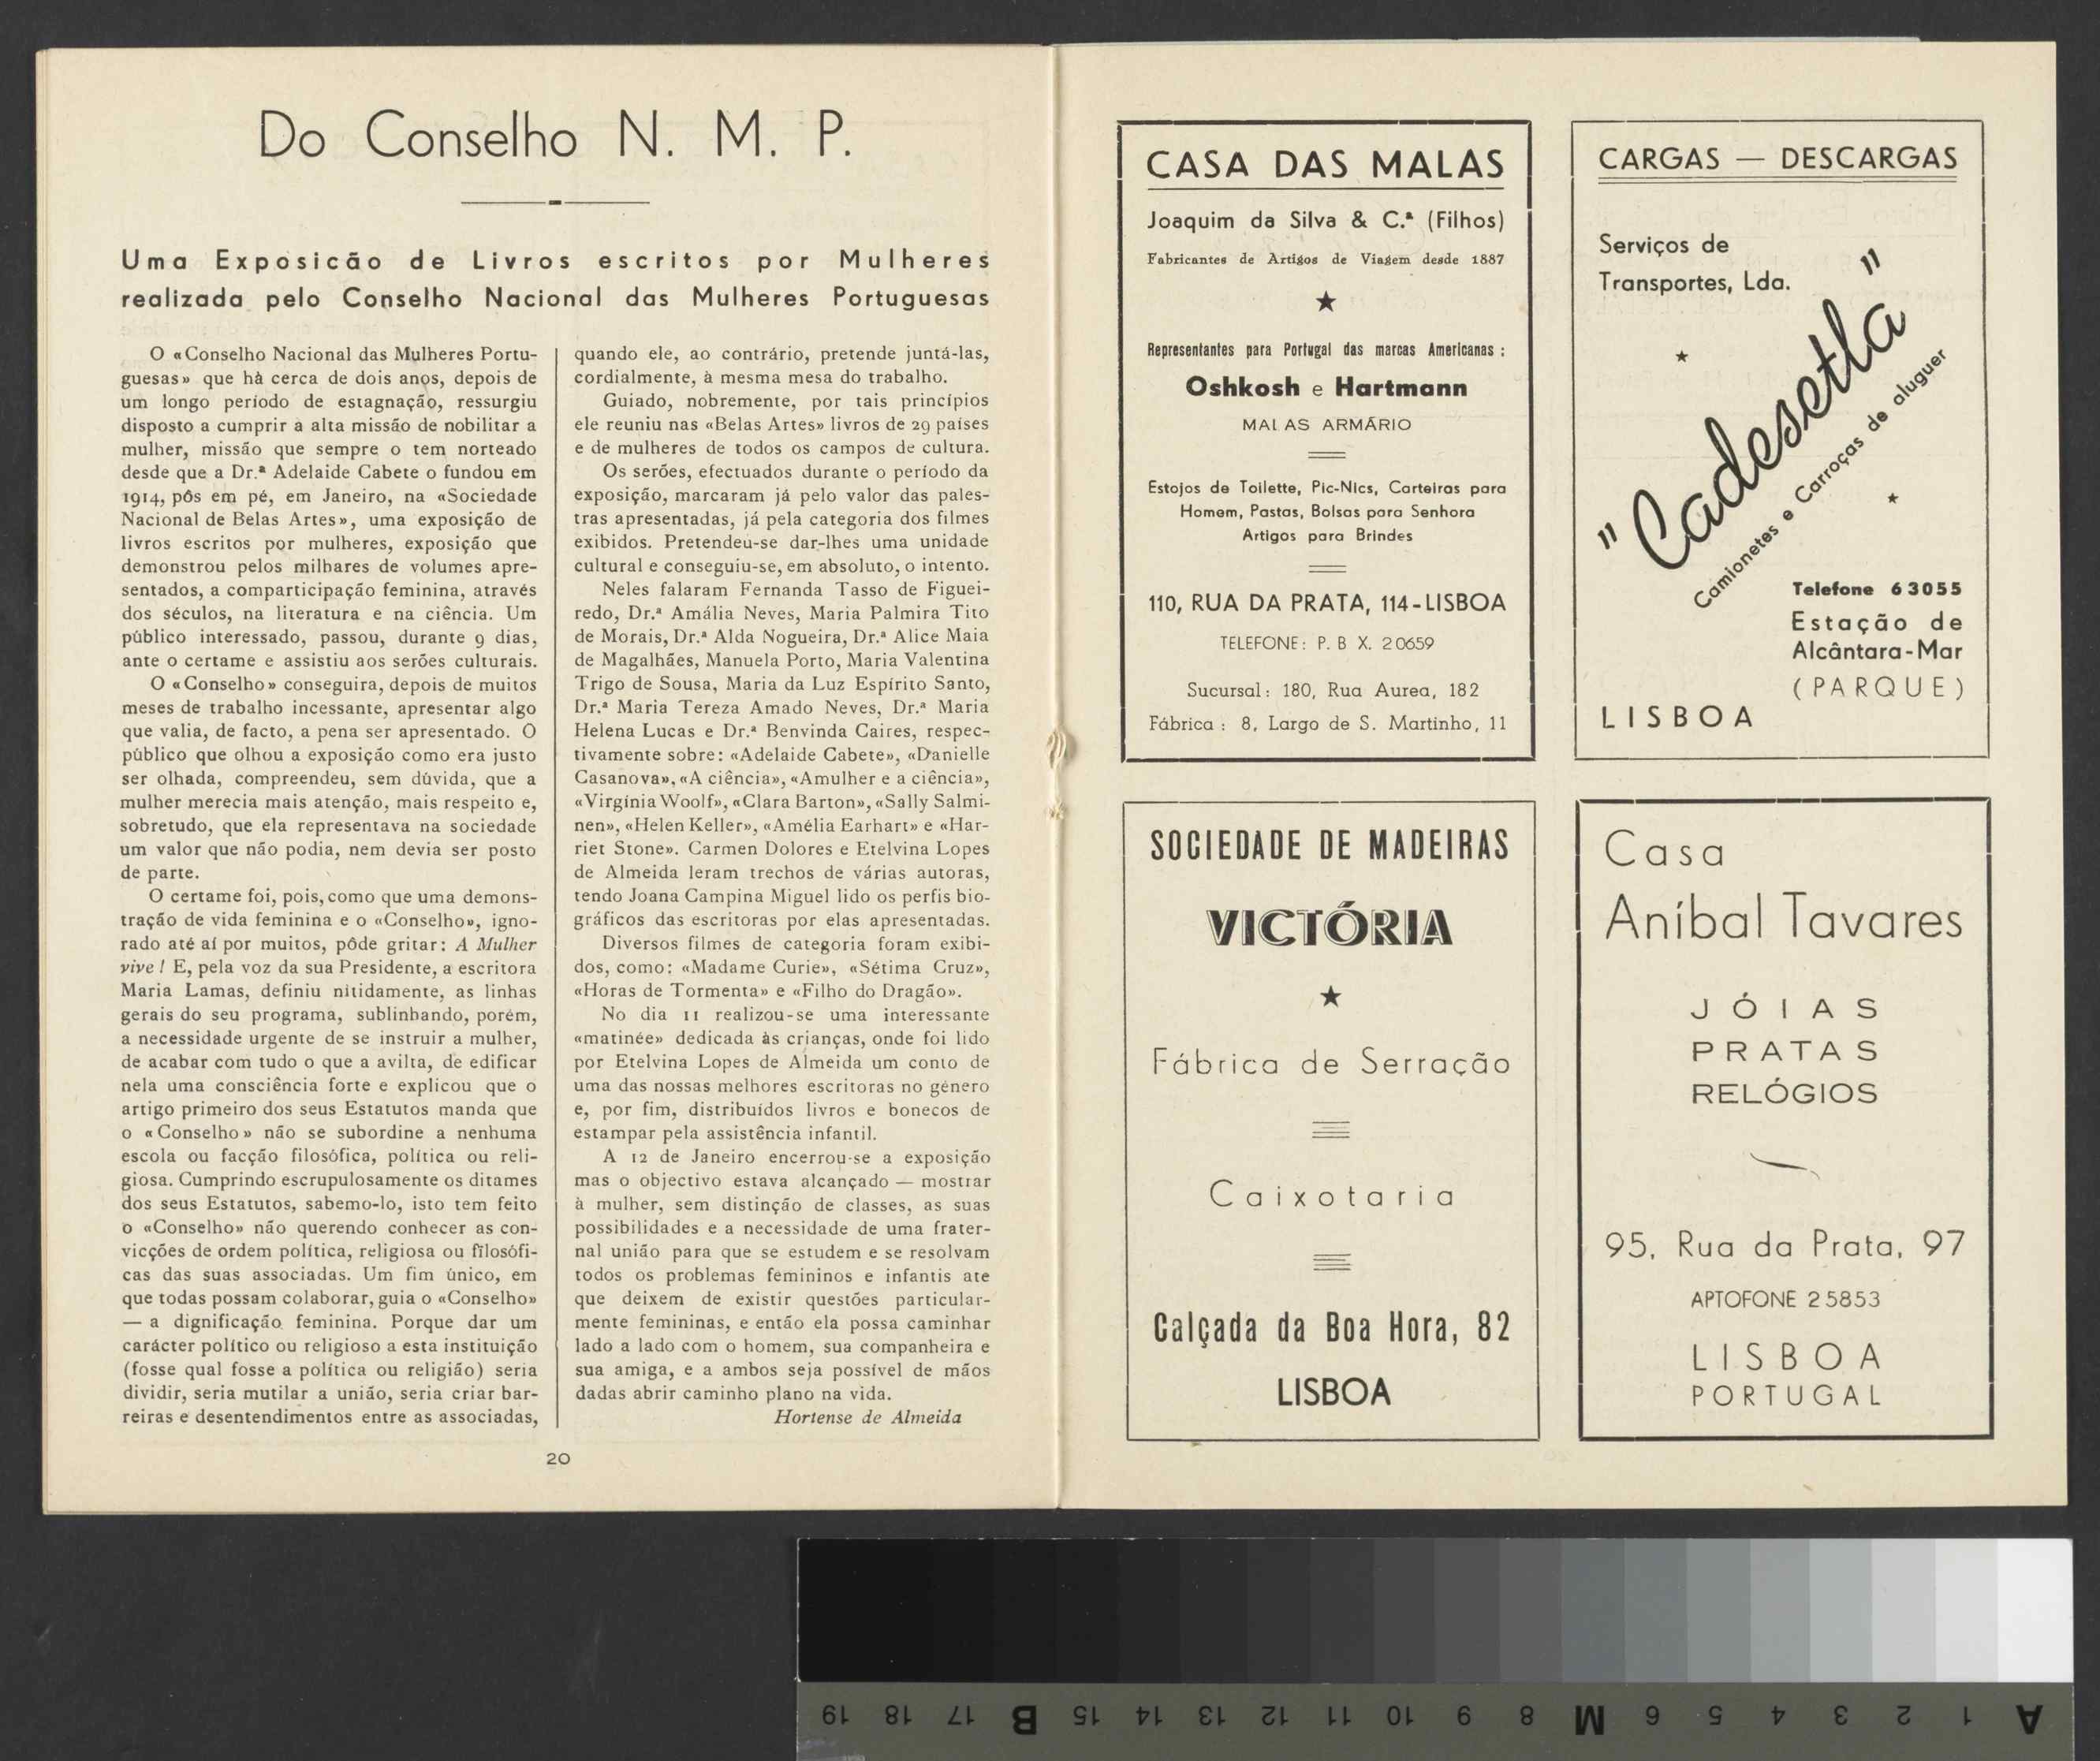 Do Conselho N. M. P.
Uma Exposicão de Livros escritos por Mulheres
realizada pelo Conselho Nacional das Mulheres Portuguesas
O «Conselho Nacional das Mulheres Portu-
guesas» que hà cerca de dois anos, depois de
um longo período de estagnação, ressurgiu
disposto a cumprir a alta missão de nobilitar a
mulher, missão que sempre o tem norteado
desde que a Dr.ª Adelaide Cabete o fundou em
1914, pôs em pé, em Janeiro, na «Sociedade
Nacional de Belas Artes», uma exposição de
livros escritos por mulheres, exposição que
demonstrou pelos milhares de volumes apre-
sentados, a comparticipação feminina, através
dos séculos, na literatura e na ciência. Um
público interessado, passou, durante 9 dias,
ante o certame e assistiu aos serões culturais.
O «Conselho» conseguira, depois de muitos
meses de trabalho incessante, apresentar algo
que valia, de facto, a pena ser apresentado. O
público que olhou a exposição como era justo
ser olhada, compreendeu, sem dúvida, que a
mulher merecia mais atenção, mais respeito e,
sobretudo, que ela representava na sociedade
um valor que não podia, nem devia ser posto
de parte.
O certame foi, pois, como que uma demons-
tração de vida feminina e o «Conselho», igno-
rado até aí por muitos, pôde gritar: A Mulher
vive! E, pela voz da sua Presidente, a escritora
Maria Lamas, definiu nitidamente, as linhas
gerais do seu programa, sublinhando, porém,
a necessidade urgente de se instruir a mulher,
de acabar com tudo o que a avilta, de edificar
nela uma consciência forte e explicou que o
artigo primeiro dos seus Estatutos manda que
o «Conselho» não se subordine a nenhuma
escola ou facção filosófica, política ou reli-
giosa. Cumprindo escrupulosamente os ditames
dos seus Estatutos, sabemo-lo, isto tem feito
o «Conselho» não querendo conhecer as con-
vicções de ordem política, religiosa ou filosófi-
cas das suas associadas. Um fim único, em
que todas possam colaborar, guia o «Conselho»
— a dignificação feminina. Porque dar um
carácter político ou religioso a esta instituição
(fosse qual fosse a política ou religião) seria
dividir, seria mutilar a união, seria criar bar-
reiras e desentendimentos entre as associadas,
quando ele, ao contrário, pretende juntá-las,
cordialmente, à mesma mesa do trabalho.
Guiado, nobremente, por tais princípios
ele reuniu nas «Belas Artes» livros de 29 países
e de mulheres de todos os campos de cultura.
Os serões, efectuados durante o período da
exposição, marcaram já pelo valor das pales-
tras apresentadas, já pela categoria dos filmes
exibidos. Pretendeu-se dar-lhes uma unidade
cultural e conseguiu-se, em absoluto, o intento.
Neles falaram Fernanda Tasso de Figuei-
redo, Dr.ª Amália Neves, Maria Palmira Tito
de Morais, Dr.ª Alda Nogueira, Dr.ª Alice Maia
de Magalhães, Manuela Porto, Maria Valentina
Trigo de Sousa, Maria da Luz Espírito Santo,
Dr.ª Maria Tereza Amado Neves, Dr.ª Maria
Helena Lucas e Dr.ª Benvinda Caires, respec-
tivamente sobre: «Adelaide Cabete», «Danielle
Casanova», «A ciência», «Amulher e a ciência»,
«Virgínia Woolf», «Clara Barton», «Sally Salmi-
nen», «Helen Keller», «Amélia Earhart» e «Har-
riet Stone». Carmen Dolores e Etelvina Lopes
de Almeida leram trechos de várias autoras,
tendo Joana Campina Miguel lido os perfis bio-
gráficos das escritoras por elas apresentadas.
Diversos filmes de categoria foram exibi-
dos, como: «Madame Curie», «Sétima Cruz»,
«Horas de Tormenta» e «Filho do Dragão».
No dia 11 realizou-se uma interessante
«matinée» dedicada às crianças, onde foi lido
por Etelvina Lopes de Almeida um conto de
uma das nossas melhores escritoras no género
e, por fim, distribuídos livros e bonecos de
estampar pela assistência infantil.
A 12 de Janeiro encerrou-se a exposição
mas o objectivo estava alcançado — mostrar
à mulher, sem distinção de classes, as suas
possibilidades e a necessidade de uma frater-
nal união para que se estudem e se resolvam
todos os problemas femininos e infantis ate
que deixem de existir questões particular-
mente femininas, e então ela possa caminhar
lado a lado com o homem, sua companheira e
sua amiga, e a ambos seja possível de mãos
dadas abrir caminho plano na vida.
Hortense de Almeida
20
CASA DAS MALAS
Joaquim da Silva & C.ª (Filhos)
Fabricantes de Artigos de Viagem desde 1887
Representantes para Portugal das marcas Americanas:
Oshkosh e Hartmann
MALAS ARMÁRIO
Estojos de Toilette, Pic-Nics, Carteiras para
Homem, Pastas, Bolsas para Senhora
Artigos para Brindes
110, RUA DA PRATA, 114-LISBOA
TELEFONE: P. B X. 20659
Sucursal: 180, Rua Aurea, 182
Fábrica: 8, Largo de S. Martinho, 11
CARGAS — DESCARGAS
Serviços de
Transportes, Lda.
"Cadesetla"
Camionetes e Carroças de aluguer
Telefone 63055
Estação de
Alcântara-Mar
(PARQUE)
LISBOA
SOCIEDADE DE MADEIRAS
VICTÓRIA
Fábrica de Serração
Caixotaria
Calçada da Boa Hora, 82
LISBOA
Casa
Aníbal Tavares
JÓIAS
PRATAS
RELÓGIOS
95, Rua da Prata, 97
APTOFONE 25853
LISBOA
PORTUGAL
A 1 2 3 4 5 6 M 8 9 10 11 12 13 14 15 B 17 18 19